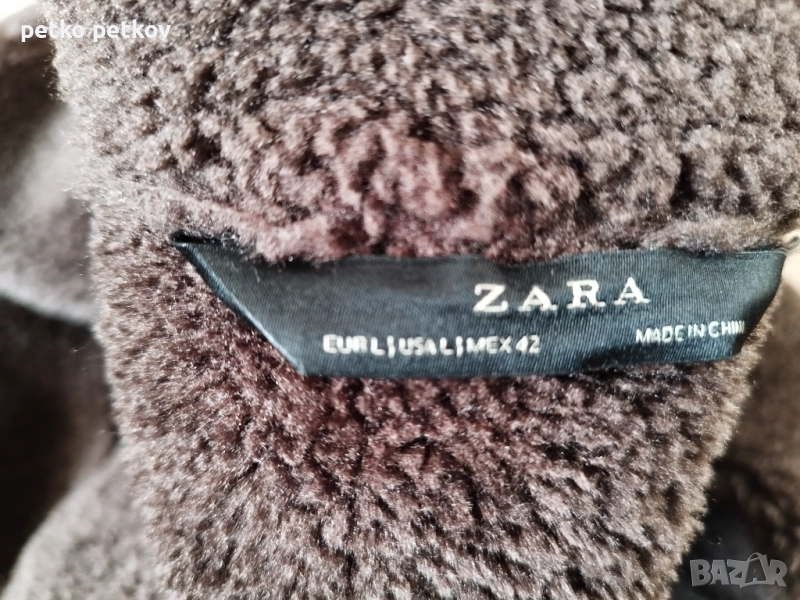 petko petkov
ZARA
EUR L | USA L | MEX 42
MADE IN CHINA
BAZAR